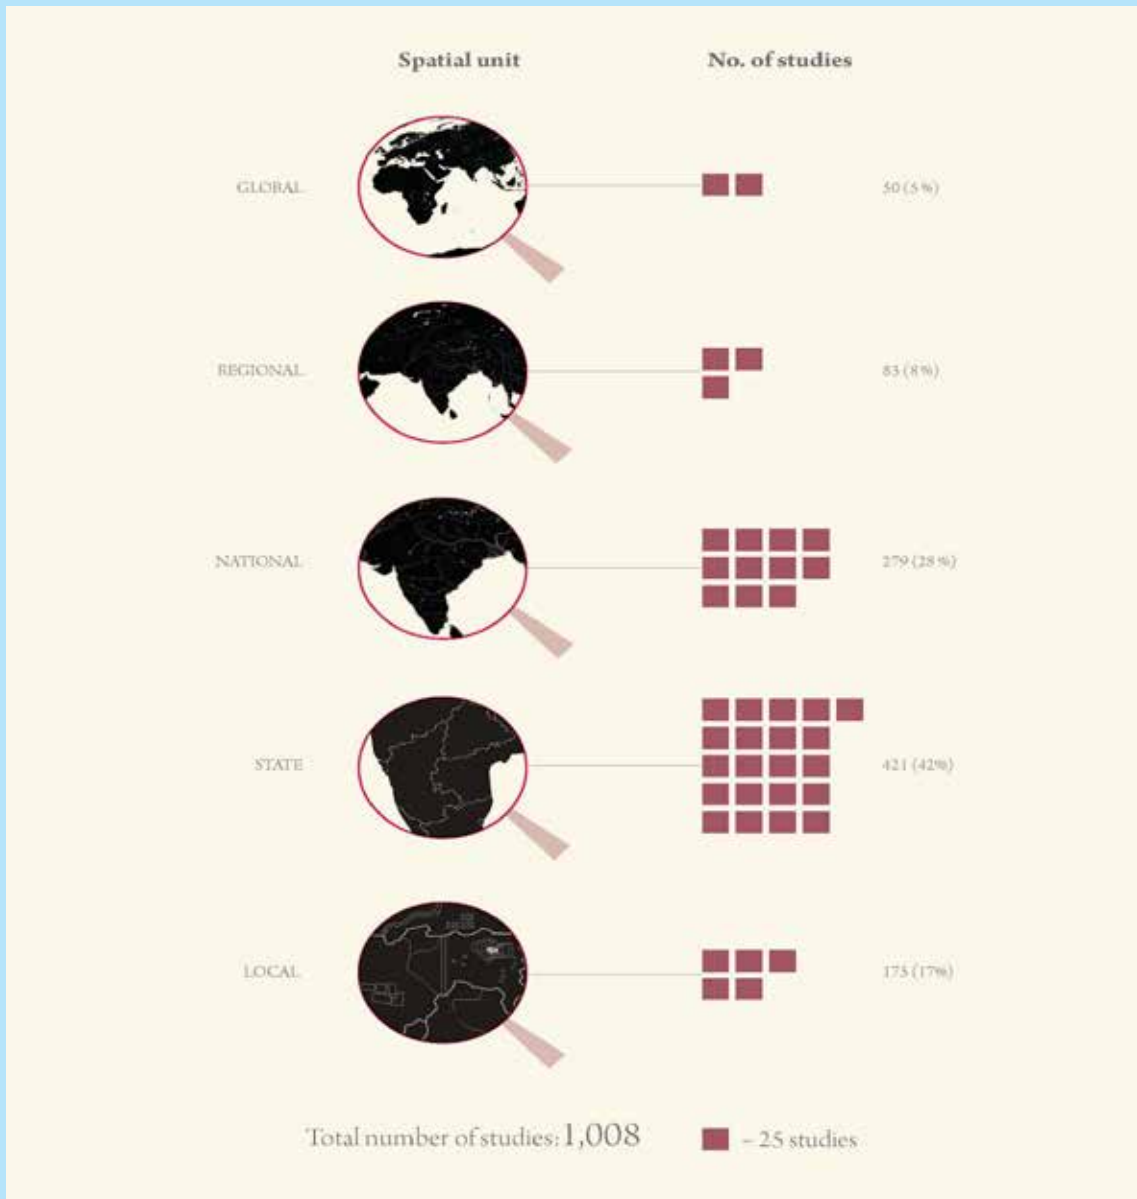 Spatial unit No. of studies
GLOBAL 50 (5 %)
REGIONAL 83 (8 %)
NATIONAL 279 (28 %)
STATE 421 (42%)
LOCAL 175 (17%)
Total number of studies: 1,008 – 25 studies